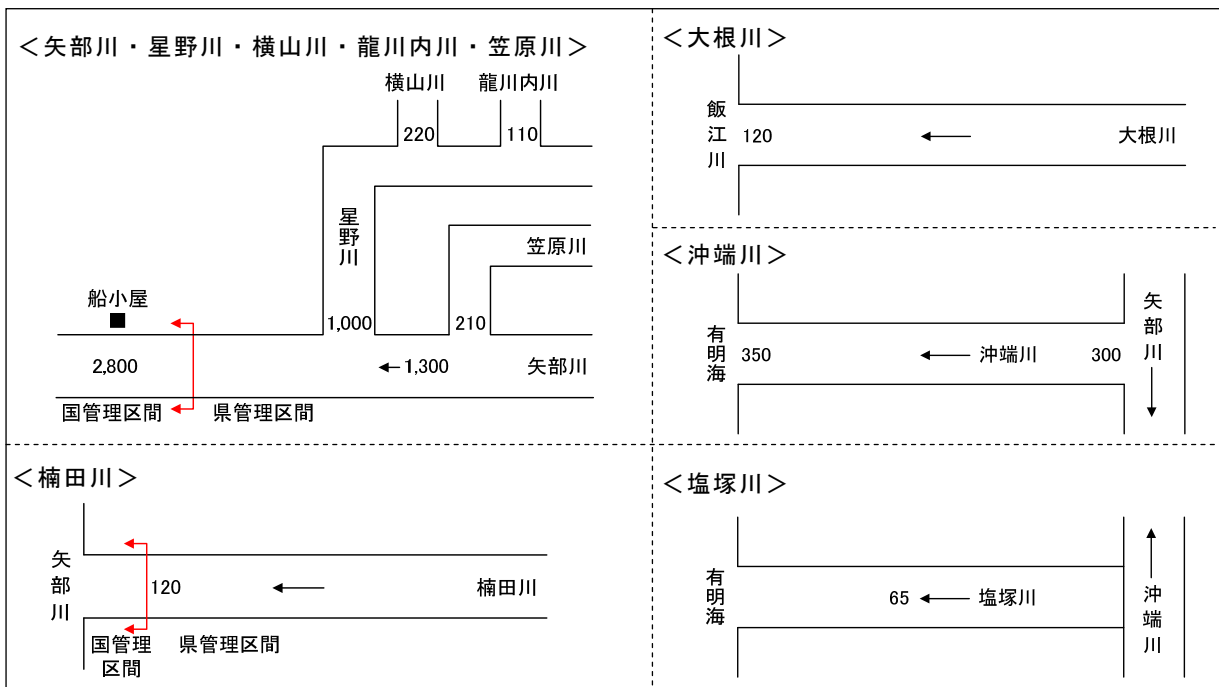 ＜矢部川・星野川・横山川・龍川内川・笠原川＞
横山川
龍川内川
220
110
星野川
笠原川
船小屋
1,000
210
2,800
1,300
矢部川
国管理区間
県管理区間
＜大根川＞
飯江川
120
大根川
＜沖端川＞
有明海
350
沖端川
300
矢部川
＜楠田川＞
矢部川
120
楠田川
国管理
区間
県管理区間
＜塩塚川＞
有明海
65
塩塚川
沖端川